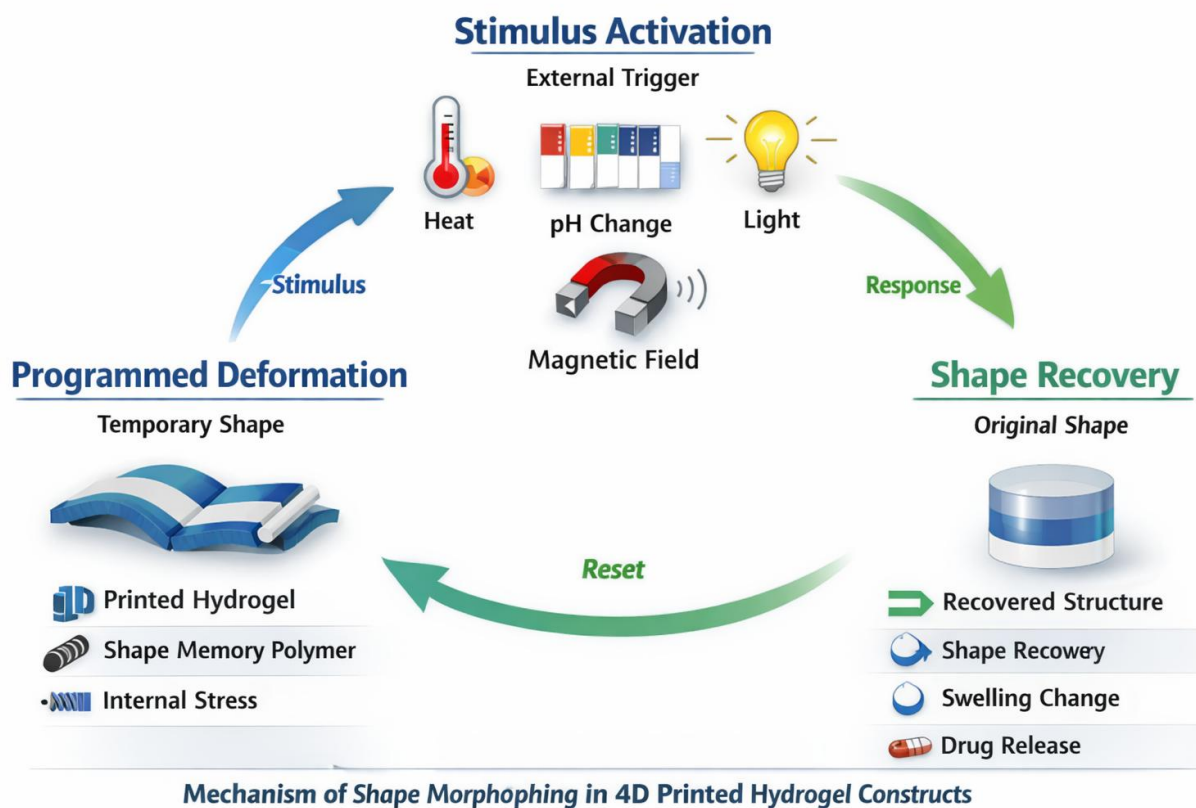 Stimulus Activation
External Trigger
Heat
pH Change
Light
Magnetic Field
Stimulus
Response
Programmed Deformation
Temporary Shape
Printed Hydrogel
Shape Memory Polymer
Internal Stress
Shape Recovery
Original Shape
Reset
Recovered Structure
Shape Recovery
Swelling Change
Drug Release
Mechanism of Shape Morphophing in 4D Printed Hydrogel Constructs